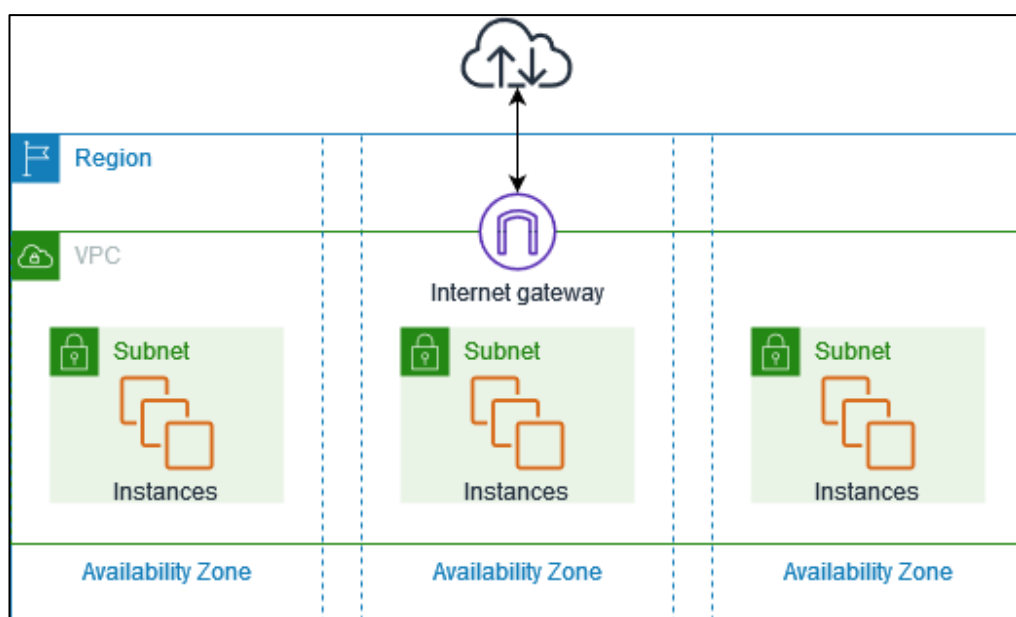 Region
VPC
Internet gateway
Subnet
Subnet
Subnet
Instances
Instances
Instances
Availability Zone
Availability Zone
Availability Zone